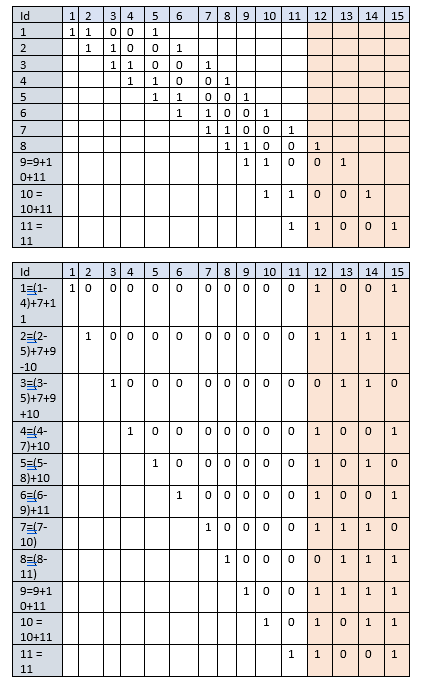 Id 1 2 3 4 5 6 7 8 9 10 11 12 13 14 15
1 1 1 0 0 1
2 1 1 0 0 1
3 1 1 0 0 1
4 1 1 0 0 1
5 1 1 0 0 1
6 1 1 0 0 1
7 1 1 0 0 1
8 1 1 0 0 1
9=9+1 1 1 0 0 1
0+11
10 = 1 1 0 0 1
10+11
11 = 1 1 0 0 1
11
Id 1 2 3 4 5 6 7 8 9 10 11 12 13 14 15
1=(1- 1 0 0 0 0 0 0 0 0 0 0 1 0 0 1
4)+7+1
1
2=(2- 1 0 0 0 0 0 0 0 0 0 1 1 1 1
5)+7+9
-10
3=(3- 1 0 0 0 0 0 0 0 0 0 1 1 0
5)+7+9
+10
4=(4- 1 0 0 0 0 0 0 0 1 0 0 1
7)+10
5=(5- 1 0 0 0 0 0 0 1 0 1 0
8)+10
6=(6- 1 0 0 0 0 0 1 0 0 1
9)+11
7=(7- 1 0 0 0 0 1 1 1 0
10)
8=(8- 1 0 0 0 0 1 1 1
11)
9=9+1 1 0 0 1 1 1 1
0+11
10 = 1 0 1 0 1 1
10+11
11 = 1 1 0 0 1
11